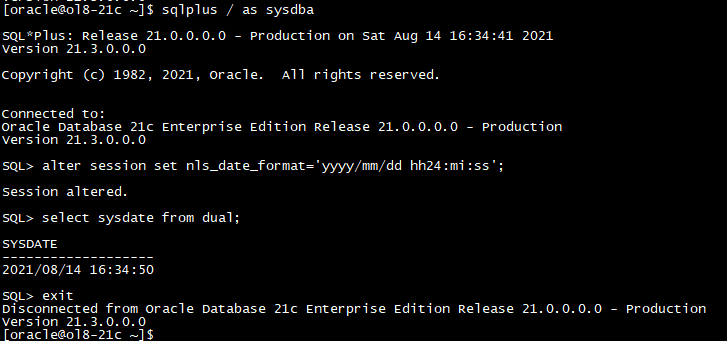 [oracle@ol8-21c ~]$ sqlplus / as sysdba
SQL*Plus: Release 21.0.0.0.0 - Production on Sat Aug 14 16:34:41 2021
Version 21.3.0.0.0
Copyright (c) 1982, 2021, Oracle.  All rights reserved.
Connected to:
Oracle Database 21c Enterprise Edition Release 21.0.0.0.0 - Production
Version 21.3.0.0.0
SQL> alter session set nls_date_format='yyyy/mm/dd hh24:mi:ss';
Session altered.
SQL> select sysdate from dual;
SYSDATE
-------------------
2021/08/14 16:34:50
SQL> exit
Disconnected from Oracle Database 21c Enterprise Edition Release 21.0.0.0.0 - Production
Version 21.3.0.0.0
[oracle@ol8-21c ~]$